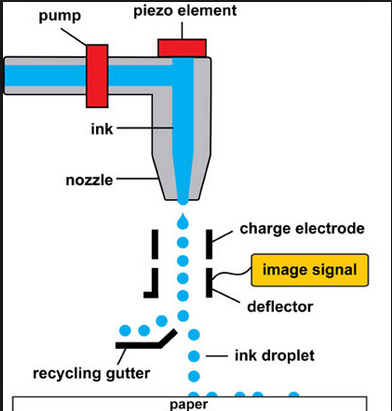 pump
piezo element
ink
nozzle
charge electrode
image signal
deflector
ink droplet
recycling gutter
paper